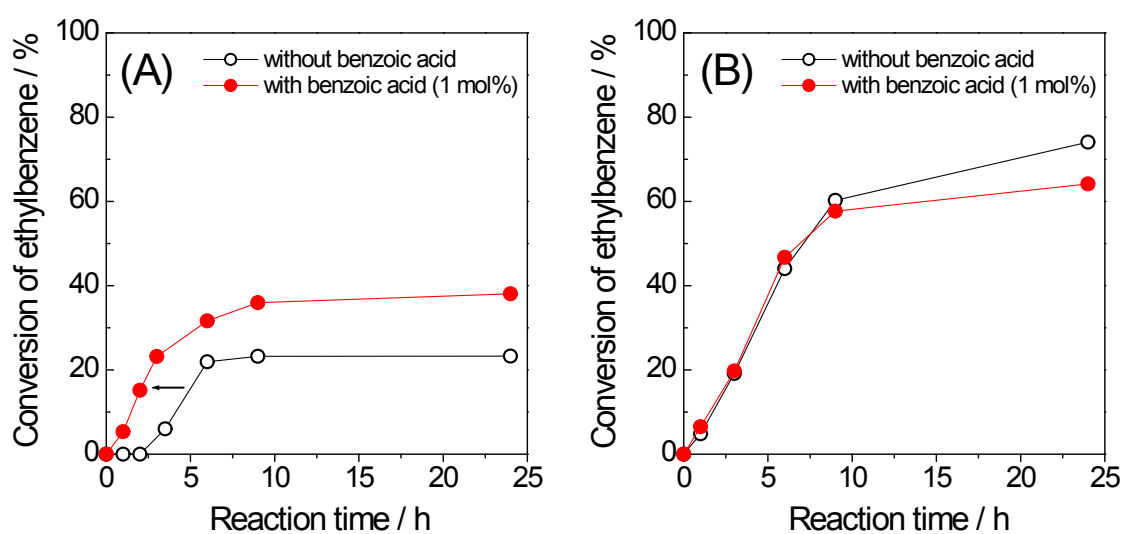 (A)
without benzoic acid
with benzoic acid (1 mol%)
Conversion of ethylbenzene / %
100
80
60
40
20
0
0 5 10 15 20 25
Reaction time / h
(B)
without benzoic acid
with benzoic acid (1 mol%)
Conversion of ethylbenzene / %
100
80
60
40
20
0
0 5 10 15 20 25
Reaction time / h